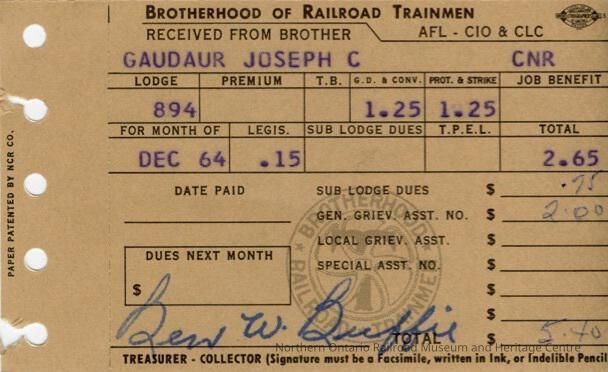 BROTHERHOOD OF RAILROAD TRAINMEN
RECEIVED FROM BROTHER AFL - CIO & CLC
GAUDAUR JOSEPH C CNR
LODGE PREMIUM T.B. G.D. & CONV. PROT. & STRIKE JOB BENEFIT
894 1.25 1.25
FOR MONTH OF LEGIS. SUB LODGE DUES T.P.E.L. TOTAL
DEC 64 .15 2.65
DATE PAID SUB LODGE DUES $ .75
GEN. GRIEV. ASST. NO. $ 2.00
LOCAL GRIEV. ASST. $
DUES NEXT MONTH SPECIAL ASST. NO. $
$ $
Ben W. TOTAL $ 5.40
TREASURER - COLLECTOR (Signature must be a Facsimile, written in Ink, or Indelible Pencil
PAPER PATENTED BY NCR CO.
BROTHERHOOD
RAILROAD TRAINMEN
Northern Ontario Railroad Museum and Heritage Centre